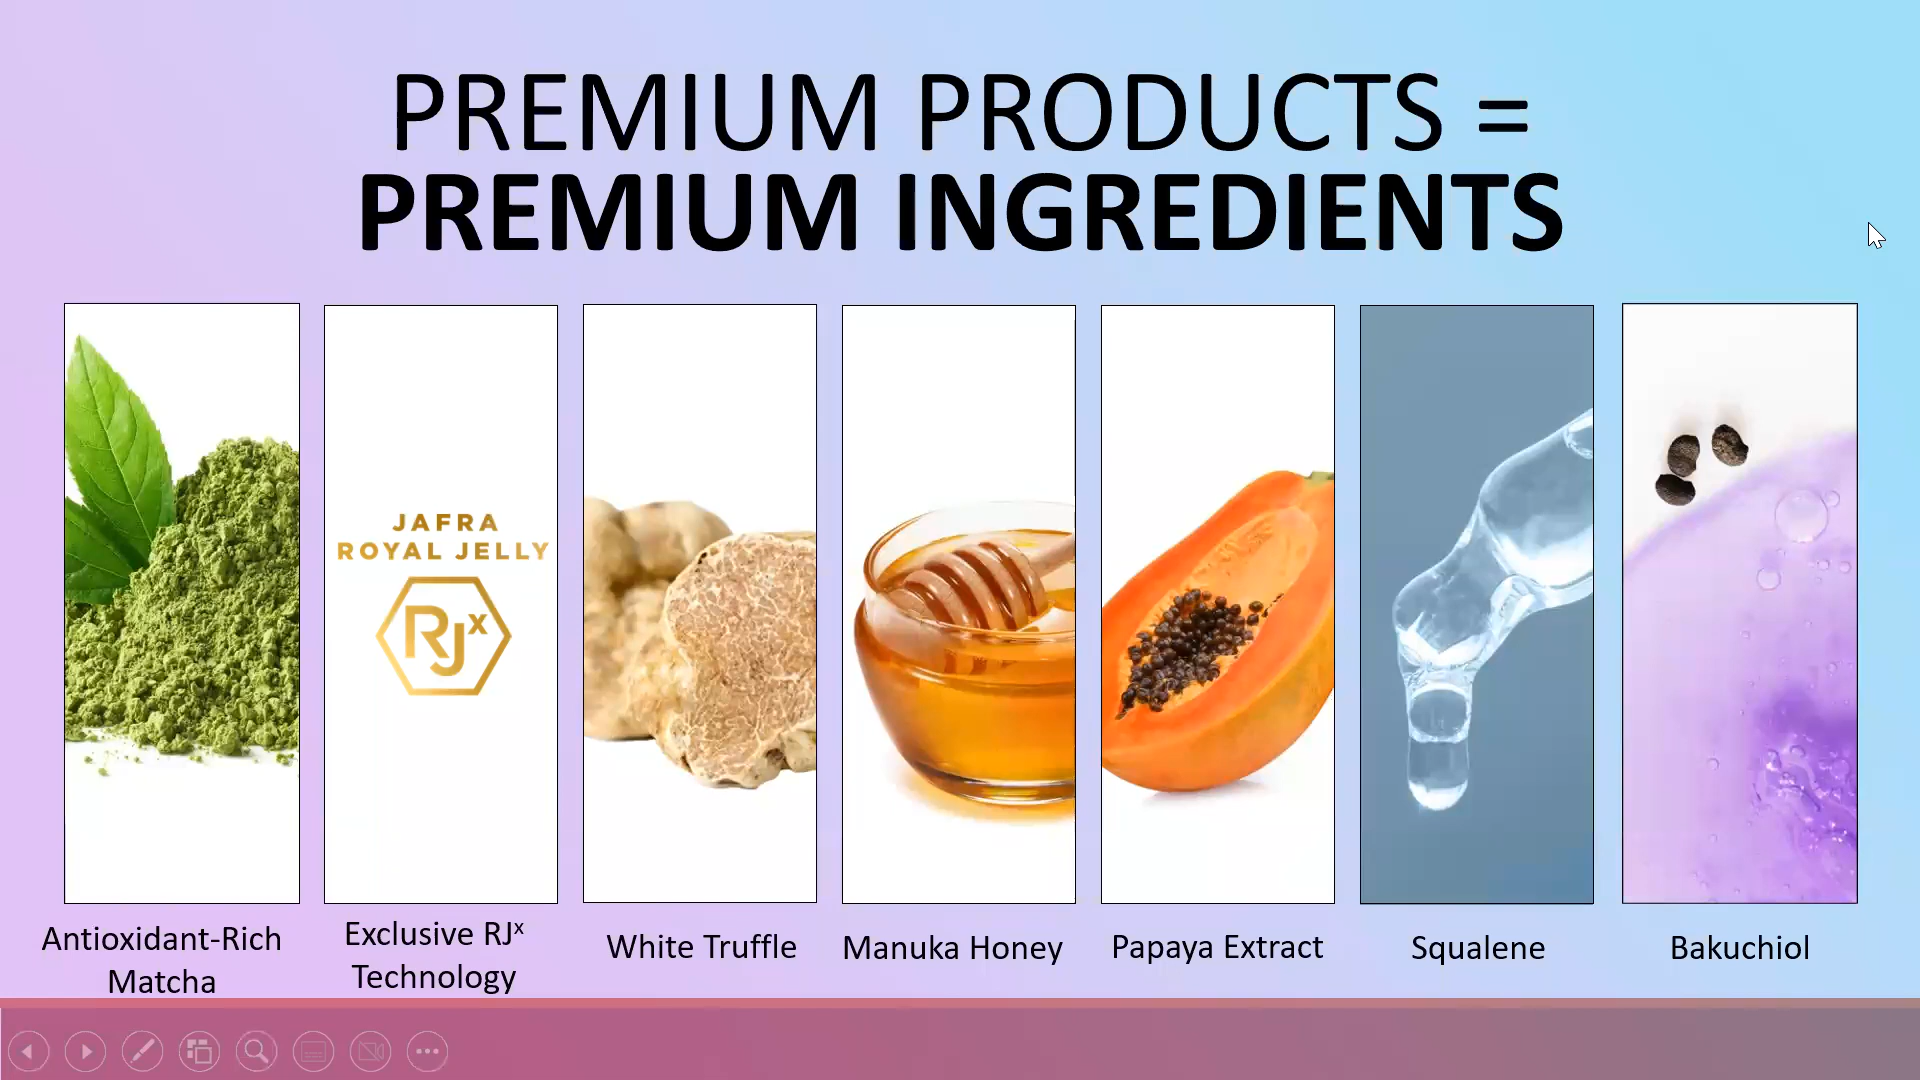 PREMIUM PRODUCTS =
PREMIUM INGREDIENTS
JAFRA
ROYAL JELLY
RJx
Antioxidant-Rich
Matcha
Exclusive RJˣ
Technology
White Truffle
Manuka Honey
Papaya Extract
Squalene
Bakuchiol